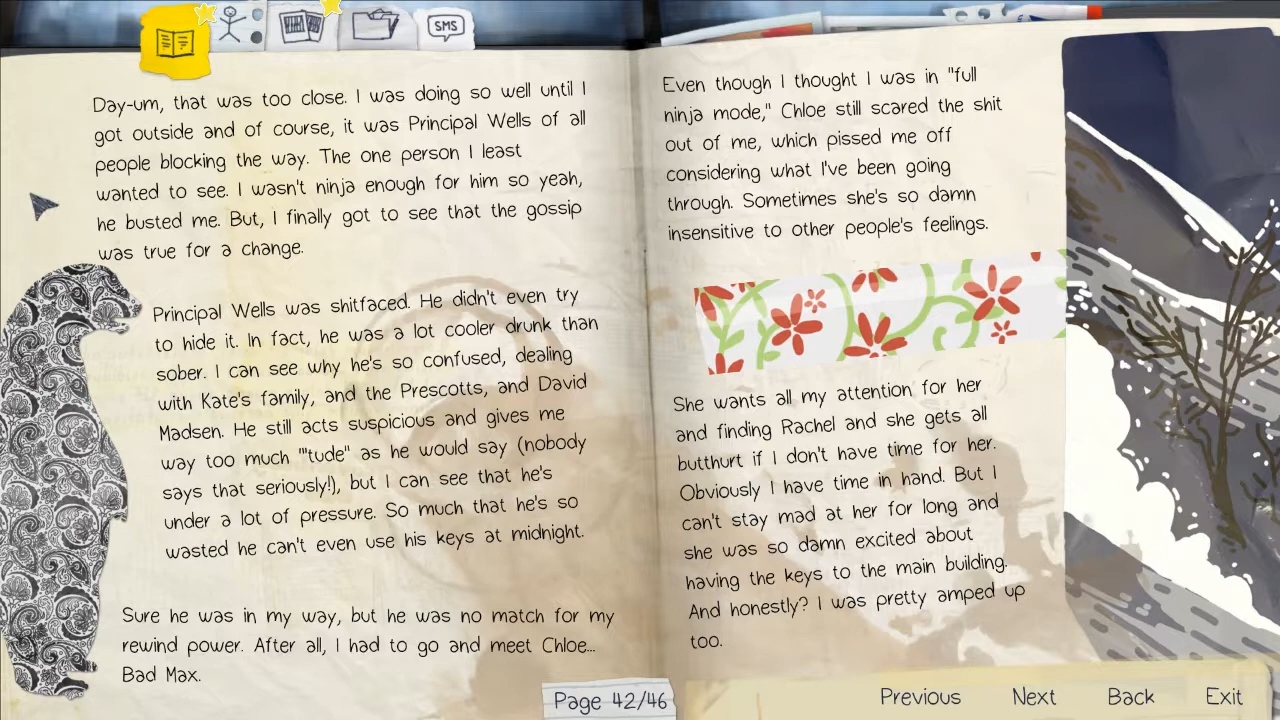 SMS
Day-um, that was too close. I was doing so well until I
got outside and of course, it was Principal Wells of all
people blocking the way. The one person I least
wanted to see. I wasn't ninja enough for him so yeah,
he busted me. But, I finally got to see that the gossip
was true for a change.
Principal Wells was shitfaced. He didn't even try
to hide it. In fact, he was a lot cooler drunk than
sober. I can see why he's so confused, dealing
with Kate's family, and the Prescotts, and David
Madsen. He still acts suspicious and gives me
way too much "'tude" as he would say (nobody
says that seriously!), but I can see that he's
under a lot of pressure. So much that he's so
wasted he can't even use his keys at midnight.
Sure he was in my way, but he was no match for my
rewind power. After all, I had to go and meet Chloe...
Bad Max.
Even though I thought I was in "full
ninja mode," Chloe still scared the shit
out of me, which pissed me off
considering what I've been going
through. Sometimes she's so damn
insensitive to other people's feelings.
She wants all my attention for her
and finding Rachel and she gets all
butthurt if I don't have time for her.
Obviously I have time in hand. But I
can't stay mad at her for long and
she was so damn excited about
having the keys to the main building.
And honestly? I was pretty amped up
too.
Page 42/46
Previous Next Back Exit